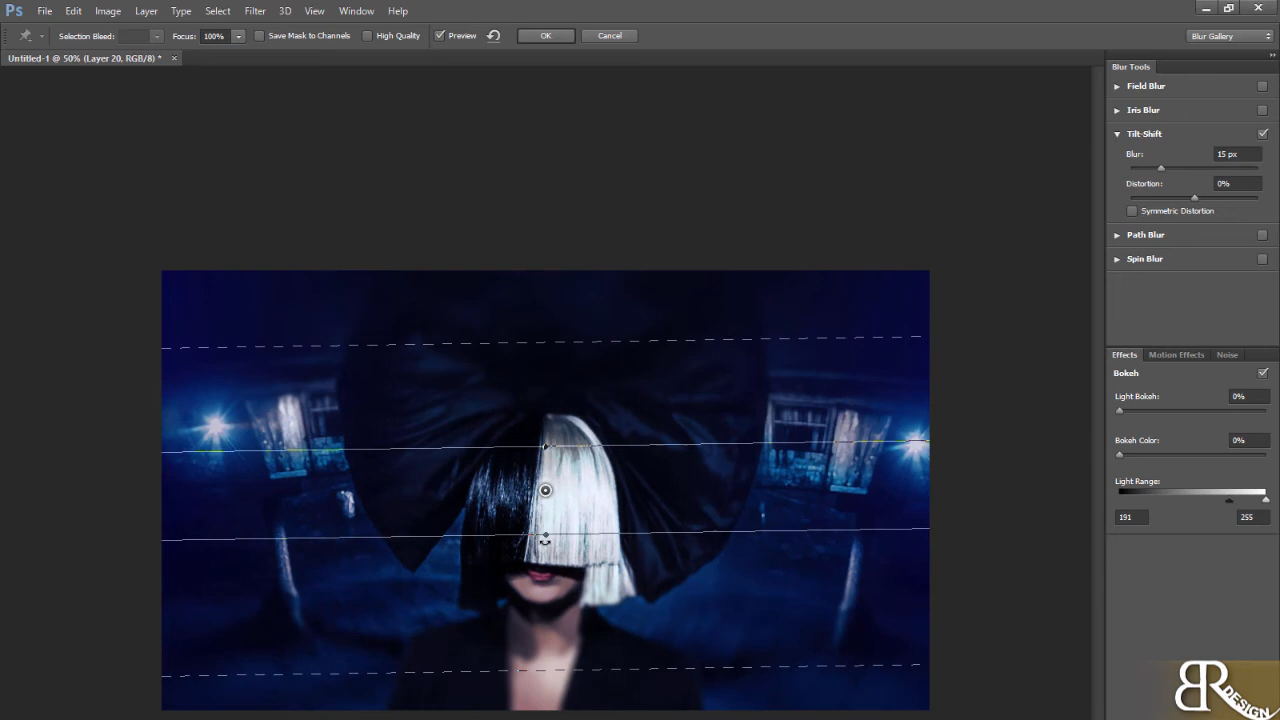 Ps File Edit Image Layer Type Select Filter 3D View Window Help
Selection Bleed: Focus: 100% Save Mask to Channels High Quality Preview OK Cancel Blur Gallery
Untitled-1 @ 50% (Layer 20, RGB/8) *
Blur Tools
Field Blur
Iris Blur
Tilt-Shift
Blur: 15 px
Distortion: 0%
Symmetric Distortion
Path Blur
Spin Blur
Effects Motion Effects Noise
Bokeh
Light Bokeh: 0%
Bokeh Color: 0%
Light Range:
191 255
BR
DESIGN